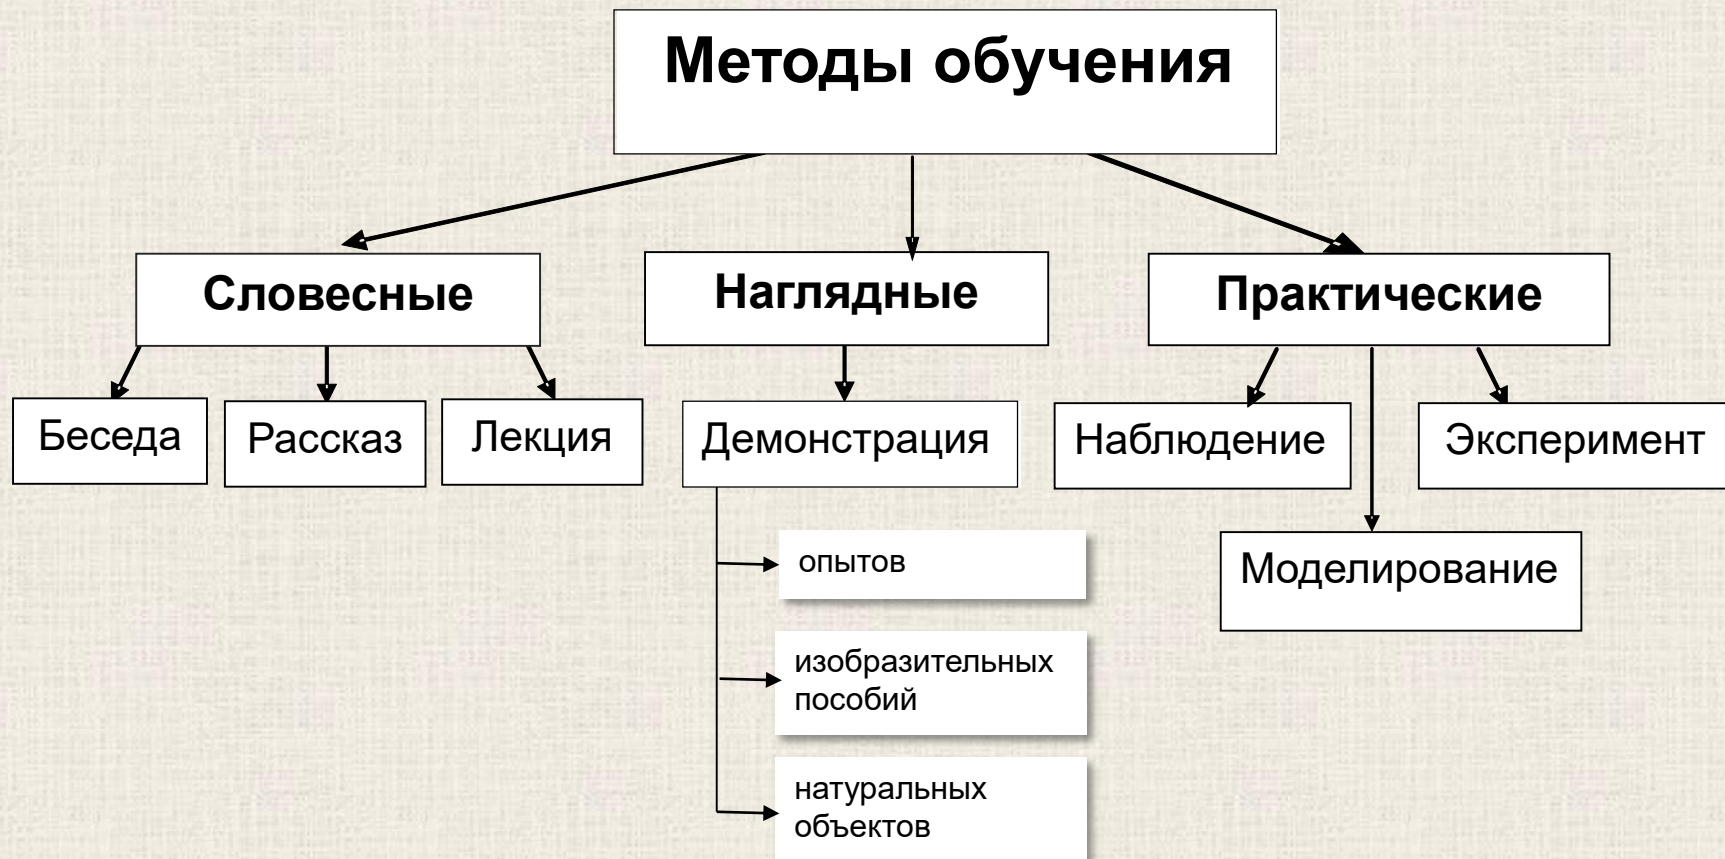 Методы обучения
Словесные
Наглядные
Практические
Беседа
Рассказ
Лекция
Демонстрация
Наблюдение
Эксперимент
опытов
Моделирование
изобразительных
пособий
натуральных
объектов